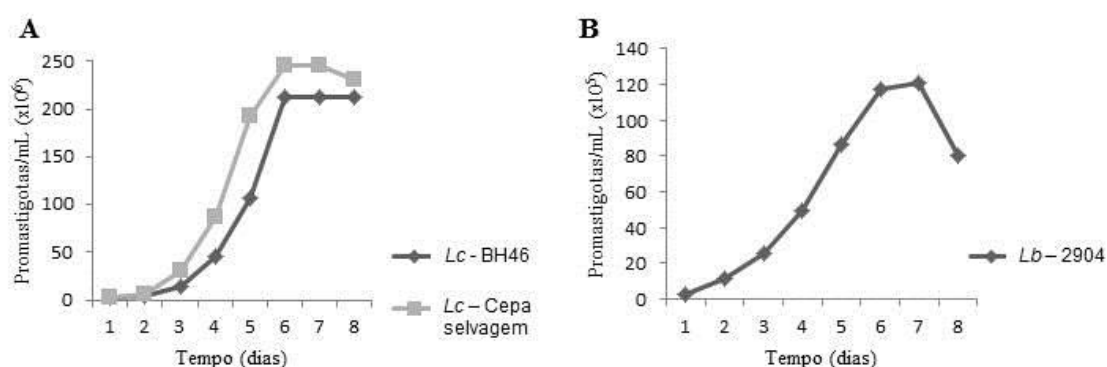 A
Promastigotas/mL (x10⁶)
250
200
150
100
50
0
1 2 3 4 5 6 7 8
Tempo (dias)
Lc - BH46
Lc – Cepa
selvagem
B
Promastigotas/mL (x10⁵)
140
120
100
80
60
40
20
0
1 2 3 4 5 6 7 8
Tempo (dias)
Lb – 2904